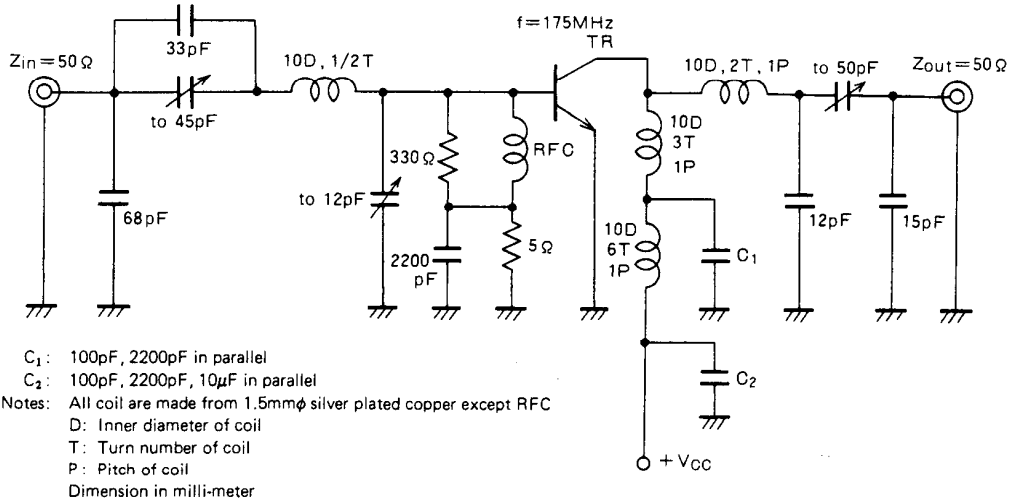 f=175MHz
TR
33pF
Zin=50Ω
10D, 1/2T
to 45pF
68pF
330Ω
RFC
to 12pF
2200
pF
5Ω
10D, 2T, 1P
to 50pF
Zout=50Ω
10D
3T
1P
10D
6T
1P
12pF
15pF
C₁
C₂
+VCC
C₁: 100pF, 2200pF in parallel
C₂: 100pF, 2200pF, 10μF in parallel
Notes: All coil are made from 1.5mmϕ silver plated copper except RFC
D: Inner diameter of coil
T: Turn number of coil
P: Pitch of coil
Dimension in milli-meter